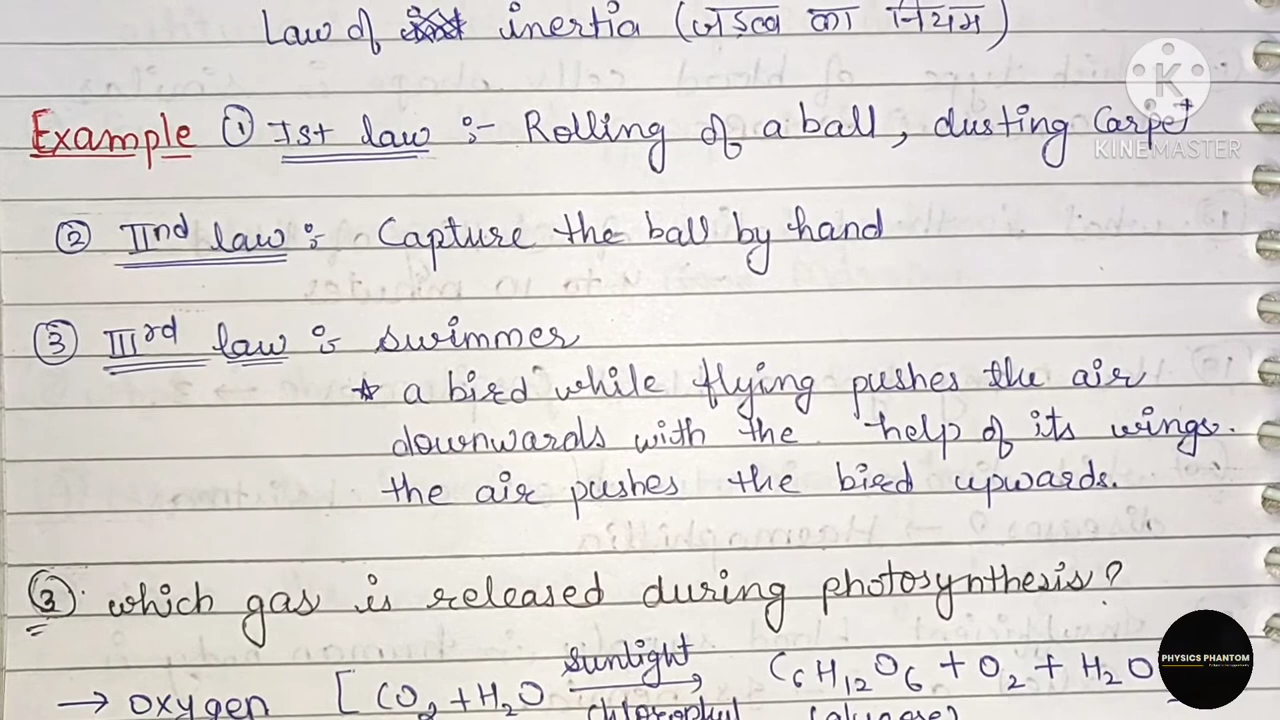 Law of inertia (जड़त्व का नियम)
Example ① Ist law :- Rolling of a ball, dusting Carpet
② IInd law : Capture the ball by hand
③ IIIrd law : swimmer
☆ a bird while flying pushes the air
downwards with the help of its wings.
the air pushes the bird upwards.
③. which gas is released during photosynthesis?
→ oxygen [CO2 + H2O sunlight → C6H12O6 + O2 + H2O
K
KINEMASTER
PHYSICS PHANTOM